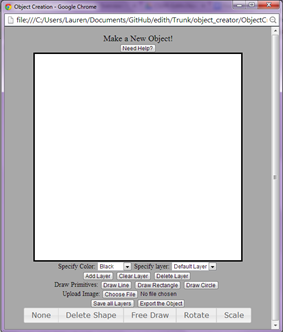 Object Creation - Google Chrome
file:///C:/Users/Lauren/Documents/GitHub/edith/Trunk/object_creator/ObjectC
Make a New Object!
Need Help?
Specify Color: Black Specify layer: Default Layer
Add Layer Clear Layer Delete Layer
Draw Primitives: Draw Line Draw Rectangle Draw Circle
Upload Image: Choose File No file chosen
Save all Layers Export the Object
None Delete Shape Free Draw Rotate Scale